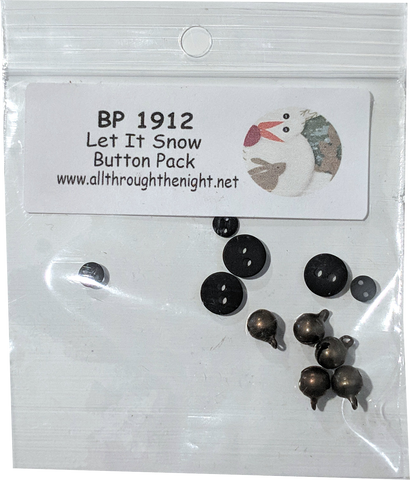 BP 1912
Let It Snow
Button Pack
www.allthroughthenight.net